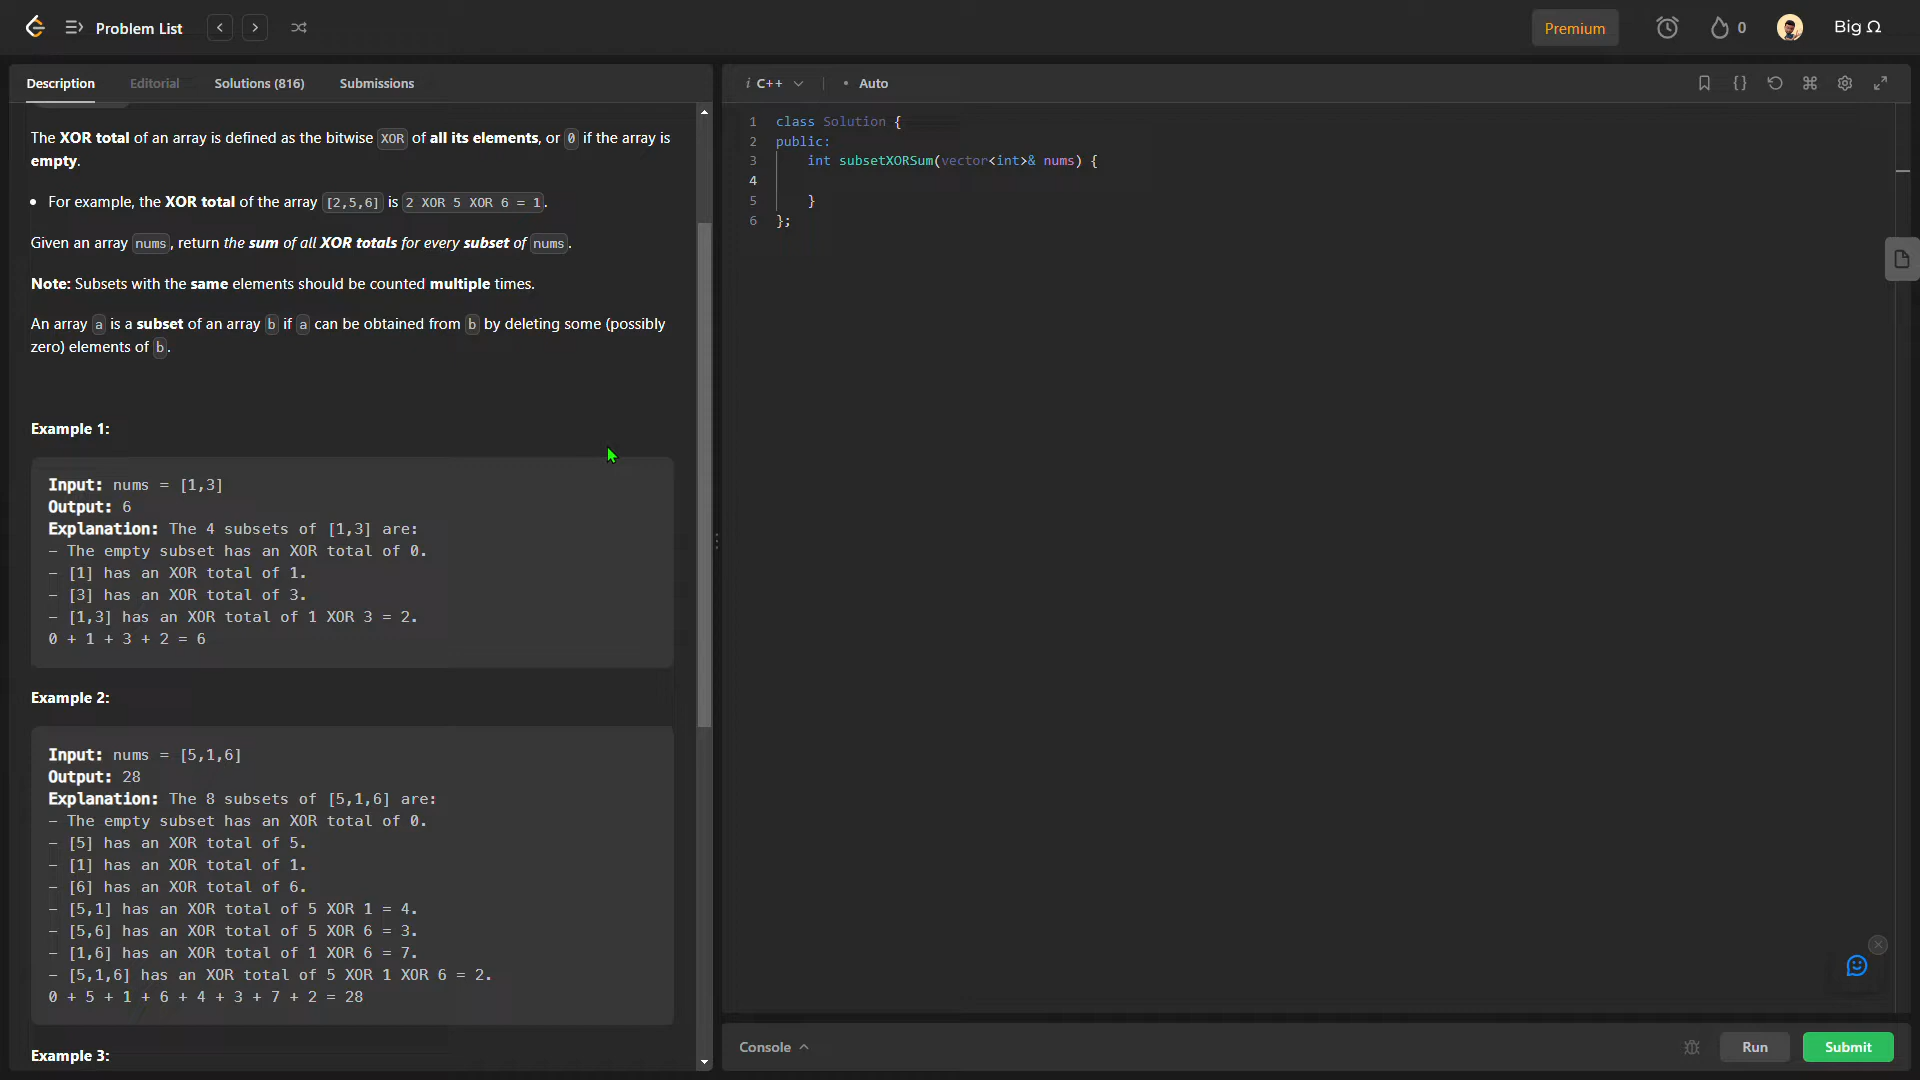 Problem List
Premium
0
Big Ω
Description
Editorial
Solutions (816)
Submissions
The XOR total of an array is defined as the bitwise XOR of all its elements, or 0 if the array is
empty.
• For example, the XOR total of the array [2,5,6] is 2 XOR 5 XOR 6 = 1.
Given an array nums, return the sum of all XOR totals for every subset of nums.
Note: Subsets with the same elements should be counted multiple times.
An array a is a subset of an array b if a can be obtained from b by deleting some (possibly
zero) elements of b.
Example 1:
Input: nums = [1,3]
Output: 6
Explanation: The 4 subsets of [1,3] are:
- The empty subset has an XOR total of 0.
- [1] has an XOR total of 1.
- [3] has an XOR total of 3.
- [1,3] has an XOR total of 1 XOR 3 = 2.
0 + 1 + 3 + 2 = 6
Example 2:
Input: nums = [5,1,6]
Output: 28
Explanation: The 8 subsets of [5,1,6] are:
- The empty subset has an XOR total of 0.
- [5] has an XOR total of 5.
- [1] has an XOR total of 1.
- [6] has an XOR total of 6.
- [5,1] has an XOR total of 5 XOR 1 = 4.
- [5,6] has an XOR total of 5 XOR 6 = 3.
- [1,6] has an XOR total of 1 XOR 6 = 7.
- [5,1,6] has an XOR total of 5 XOR 1 XOR 6 = 2.
0 + 5 + 1 + 6 + 4 + 3 + 7 + 2 = 28
Example 3:
i C++
• Auto
{}
1 class Solution {
2 public:
3 int subsetXORSum(vector<int>& nums) {
4
5 }
6 };
Console
Run
Submit